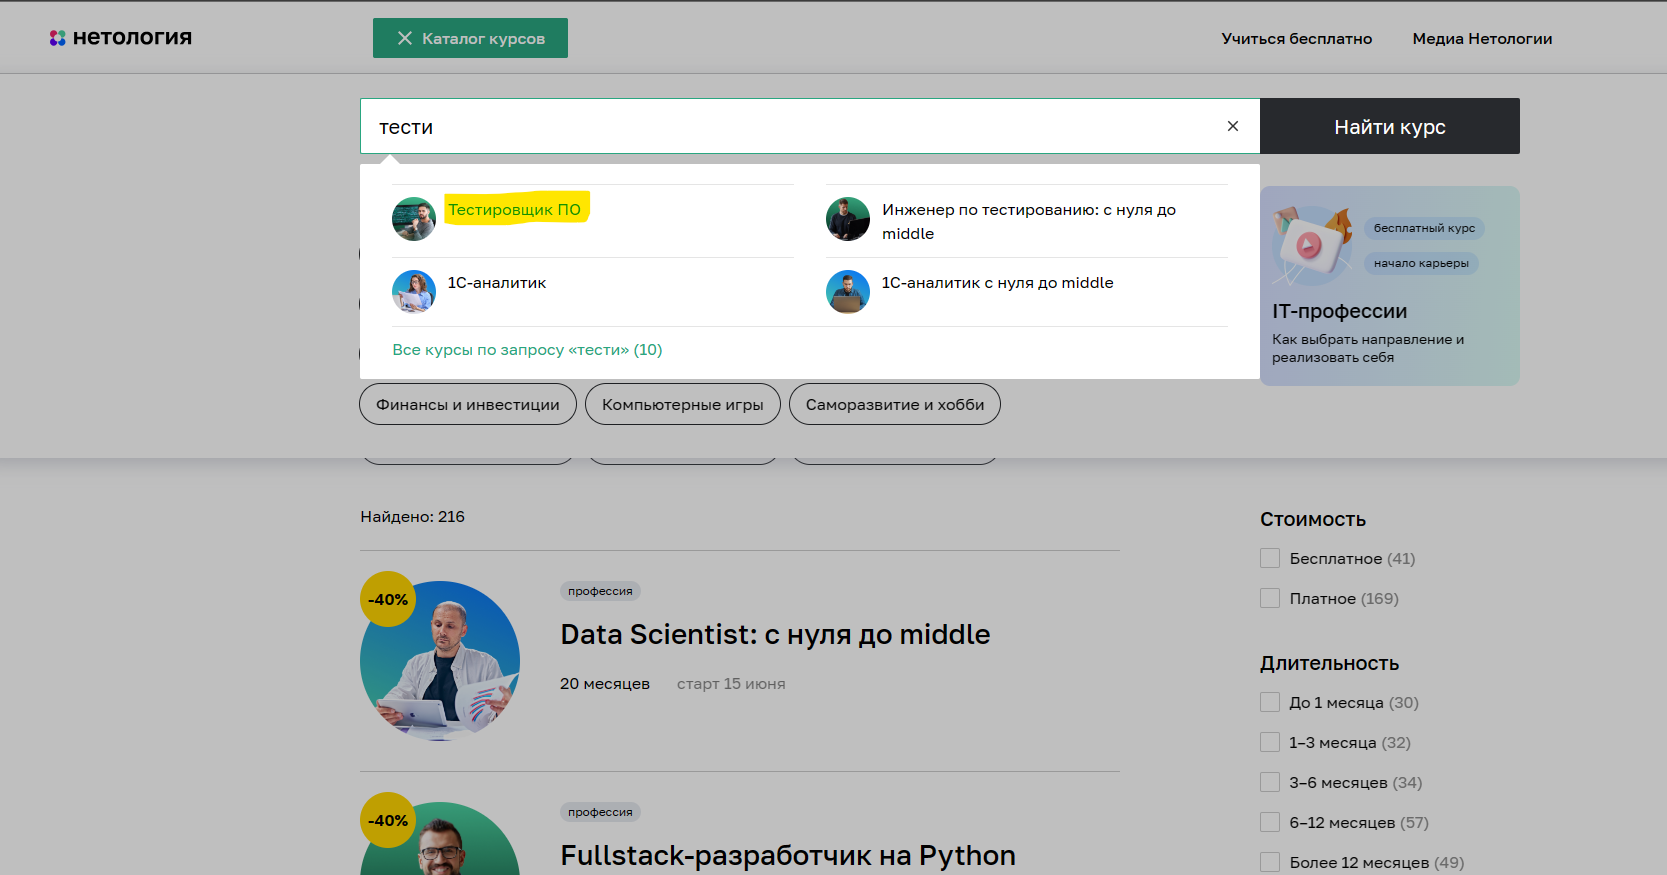 нетология
Каталог курсов
Учиться бесплатно
Медиа Нетологии
тести
Найти курс
Тестировщик ПО
Инженер по тестированию: с нуля до
middle
1С-аналитик
1С-аналитик с нуля до middle
Все курсы по запросу «тести» (10)
бесплатный курс
начало карьеры
IT-профессии
Как выбрать направление и
реализовать себя
Финансы и инвестиции
Компьютерные игры
Саморазвитие и хобби
Найдено: 216
-40%
профессия
Data Scientist: с нуля до middle
20 месяцев
старт 15 июня
-40%
профессия
Fullstack-разработчик на Python
Стоимость
Бесплатное (41)
Платное (169)
Длительность
До 1 месяца (30)
1–3 месяца (32)
3–6 месяцев (34)
6–12 месяцев (57)
Более 12 месяцев (49)